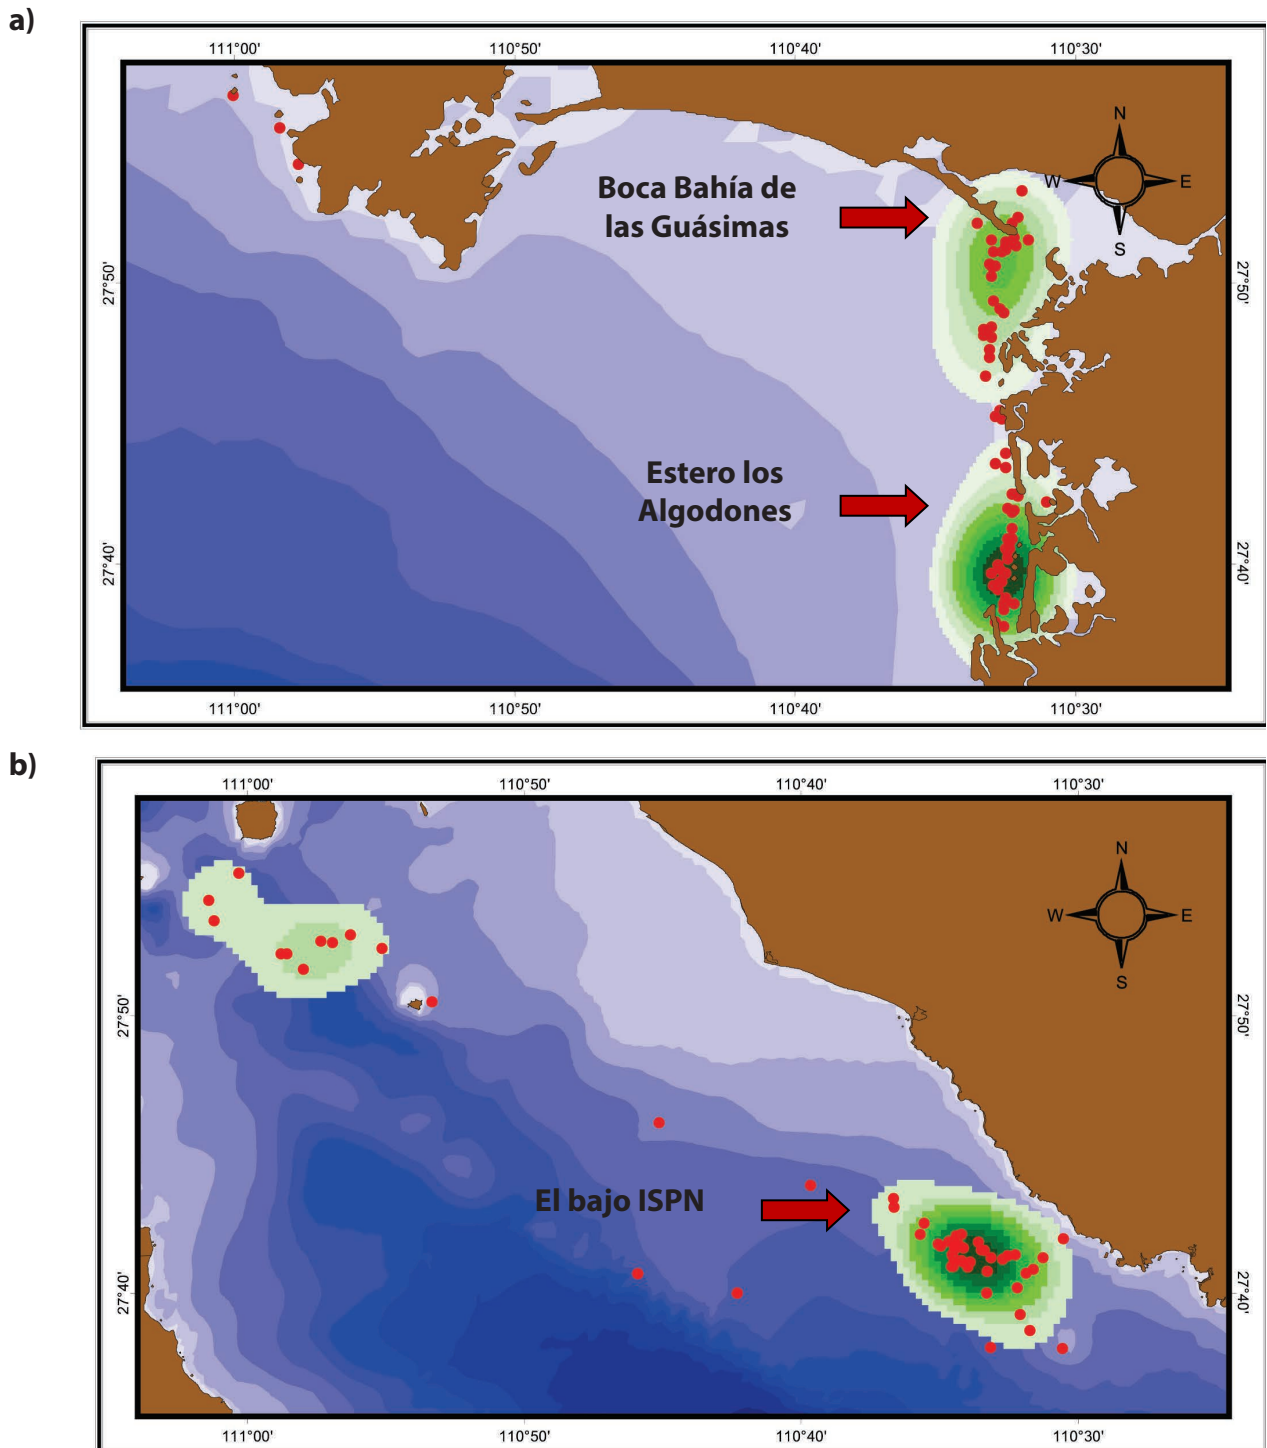 a)
111°00' 110°50' 110°40' 110°30'
N
W E
S
Boca Bahía de
las Guásimas
27°50' 27°50'
Estero los
Algodones
27°40' 27°40'
111°00' 110°50' 110°40' 110°30'
b)
111°00' 110°50' 110°40' 110°30'
N
W E
S
27°50' 27°50'
El bajo ISPN
27°40' 27°40'
111°00' 110°50' 110°40' 110°30'